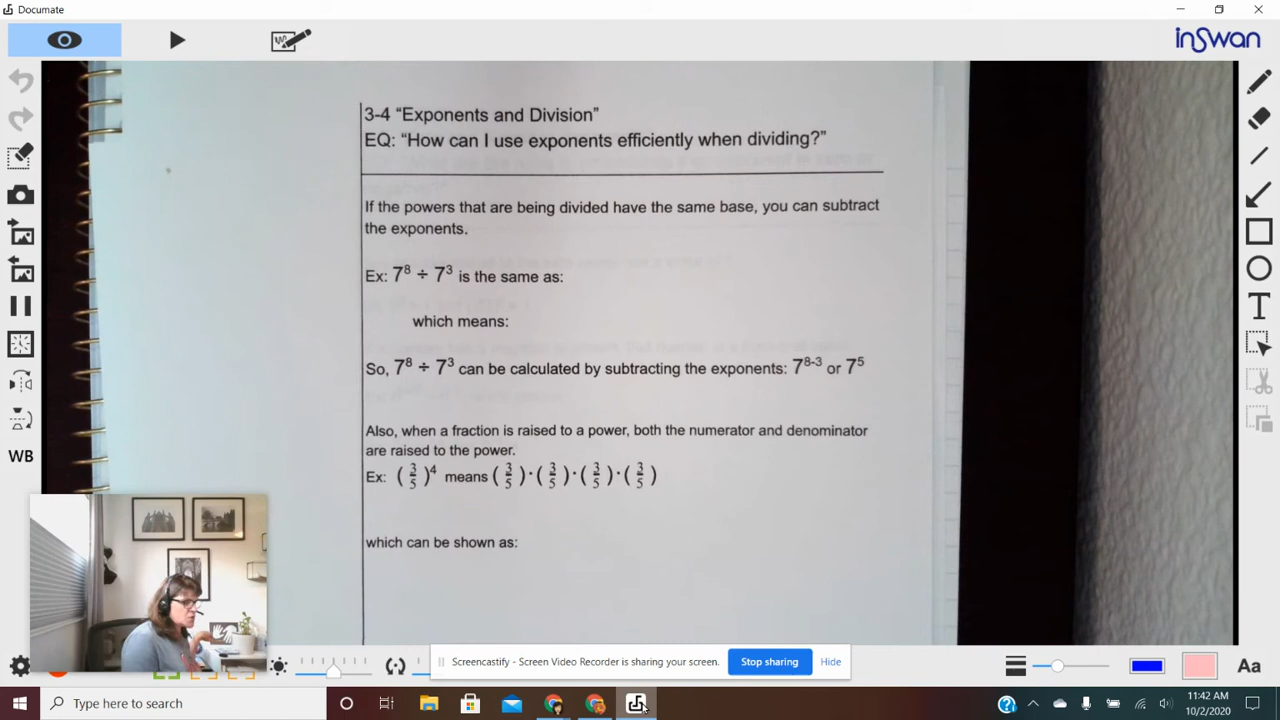 Documate
inswan
3-4 “Exponents and Division”
EQ: “How can I use exponents efficiently when dividing?”
If the powers that are being divided have the same base, you can subtract
the exponents.
Ex: 7⁸ ÷ 7³ is the same as:
which means:
So, 7⁸ ÷ 7³ can be calculated by subtracting the exponents: 7⁸⁻³ or 7⁵
Also, when a fraction is raised to a power, both the numerator and denominator
are raised to the power.
Ex: (3/5)⁴ means (3/5)·(3/5)·(3/5)·(3/5)
which can be shown as:
T
WB
Screencastify - Screen Video Recorder is sharing your screen. Stop sharing Hide
Aa
Type here to search
11:42 AM
10/2/2020